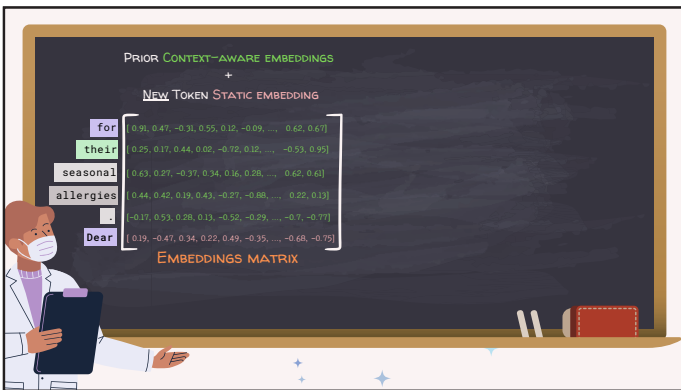 Prior Context-aware embeddings
+
New Token Static embedding
for [ 0.91, 0.47, -0.31, 0.55, 0.12, -0.09, ..., 0.62, 0.67]
their [ 0.25, 0.17, 0.44, 0.02, -0.72, 0.12, ..., -0.53, 0.95]
seasonal [ 0.63, 0.27, -0.37, 0.34, 0.16, 0.28, ..., 0.62, 0.61]
allergies [ 0.44, 0.42, 0.19, 0.43, -0.27, -0.88, ..., 0.22, 0.13]
. [-0.17, 0.53, 0.28, 0.13, -0.52, -0.29, ..., -0.7, -0.77]
Dear [ 0.19, -0.47, 0.34, 0.22, 0.49, -0.35, ..., -0.68, -0.75]
Embeddings matrix